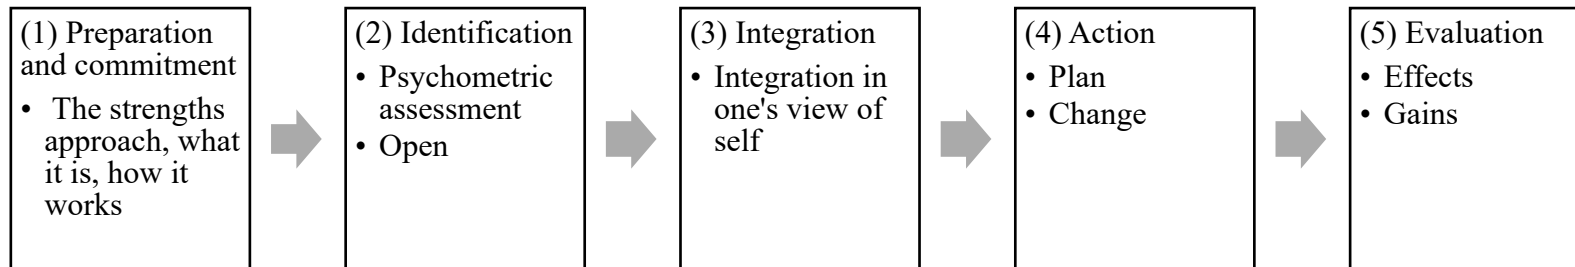 (1) Preparation
and commitment
• The strengths
approach, what
it is, how it
works
(2) Identification
• Psychometric
assessment
• Open
(3) Integration
• Integration in
one's view of
self
(4) Action
• Plan
• Change
(5) Evaluation
• Effects
• Gains